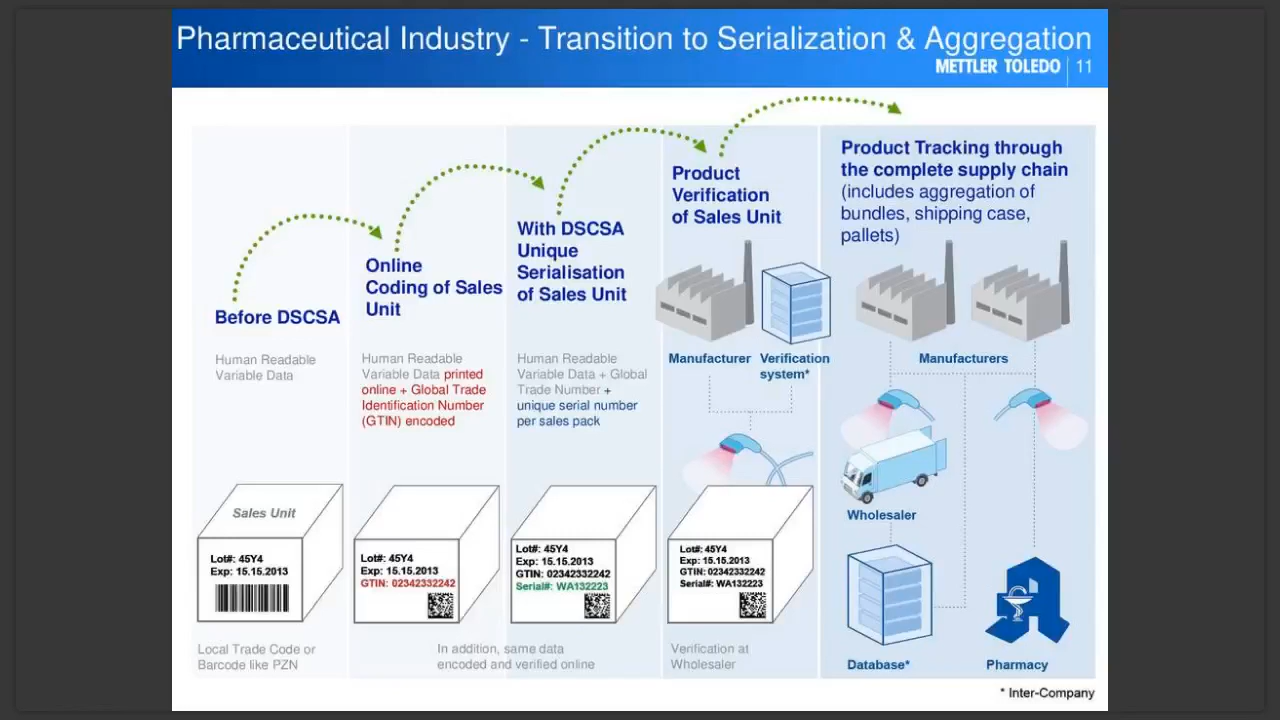 Pharmaceutical Industry - Transition to Serialization & Aggregation
METTLER TOLEDO 11
Before DSCSA
Human Readable
Variable Data
Sales Unit
Lot#: 45Y4
Exp: 15.15.2013
Local Trade Code or
Barcode like PZN
Online
Coding of Sales
Unit
Human Readable
Variable Data printed
online + Global Trade
Identification Number
(GTIN) encoded
Lot#: 45Y4
Exp: 15.15.2013
GTIN: 02342332242
With DSCSA
Unique
Serialisation
of Sales Unit
Human Readable
Variable Data + Global
Trade Number +
unique serial number
per sales pack
Lot#: 45Y4
Exp: 15.15.2013
GTIN: 02342332242
Serial#: WA132223
In addition, same data
encoded and verified online
Product
Verification
of Sales Unit
Manufacturer
Verification
system*
Lot#: 45Y4
Exp: 15.15.2013
GTIN: 02342332242
Serial#: WA132223
Verification at
Wholesaler
Product Tracking through
the complete supply chain
(includes aggregation of
bundles, shipping case,
pallets)
Manufacturers
Wholesaler
Database*
Pharmacy
* Inter-Company